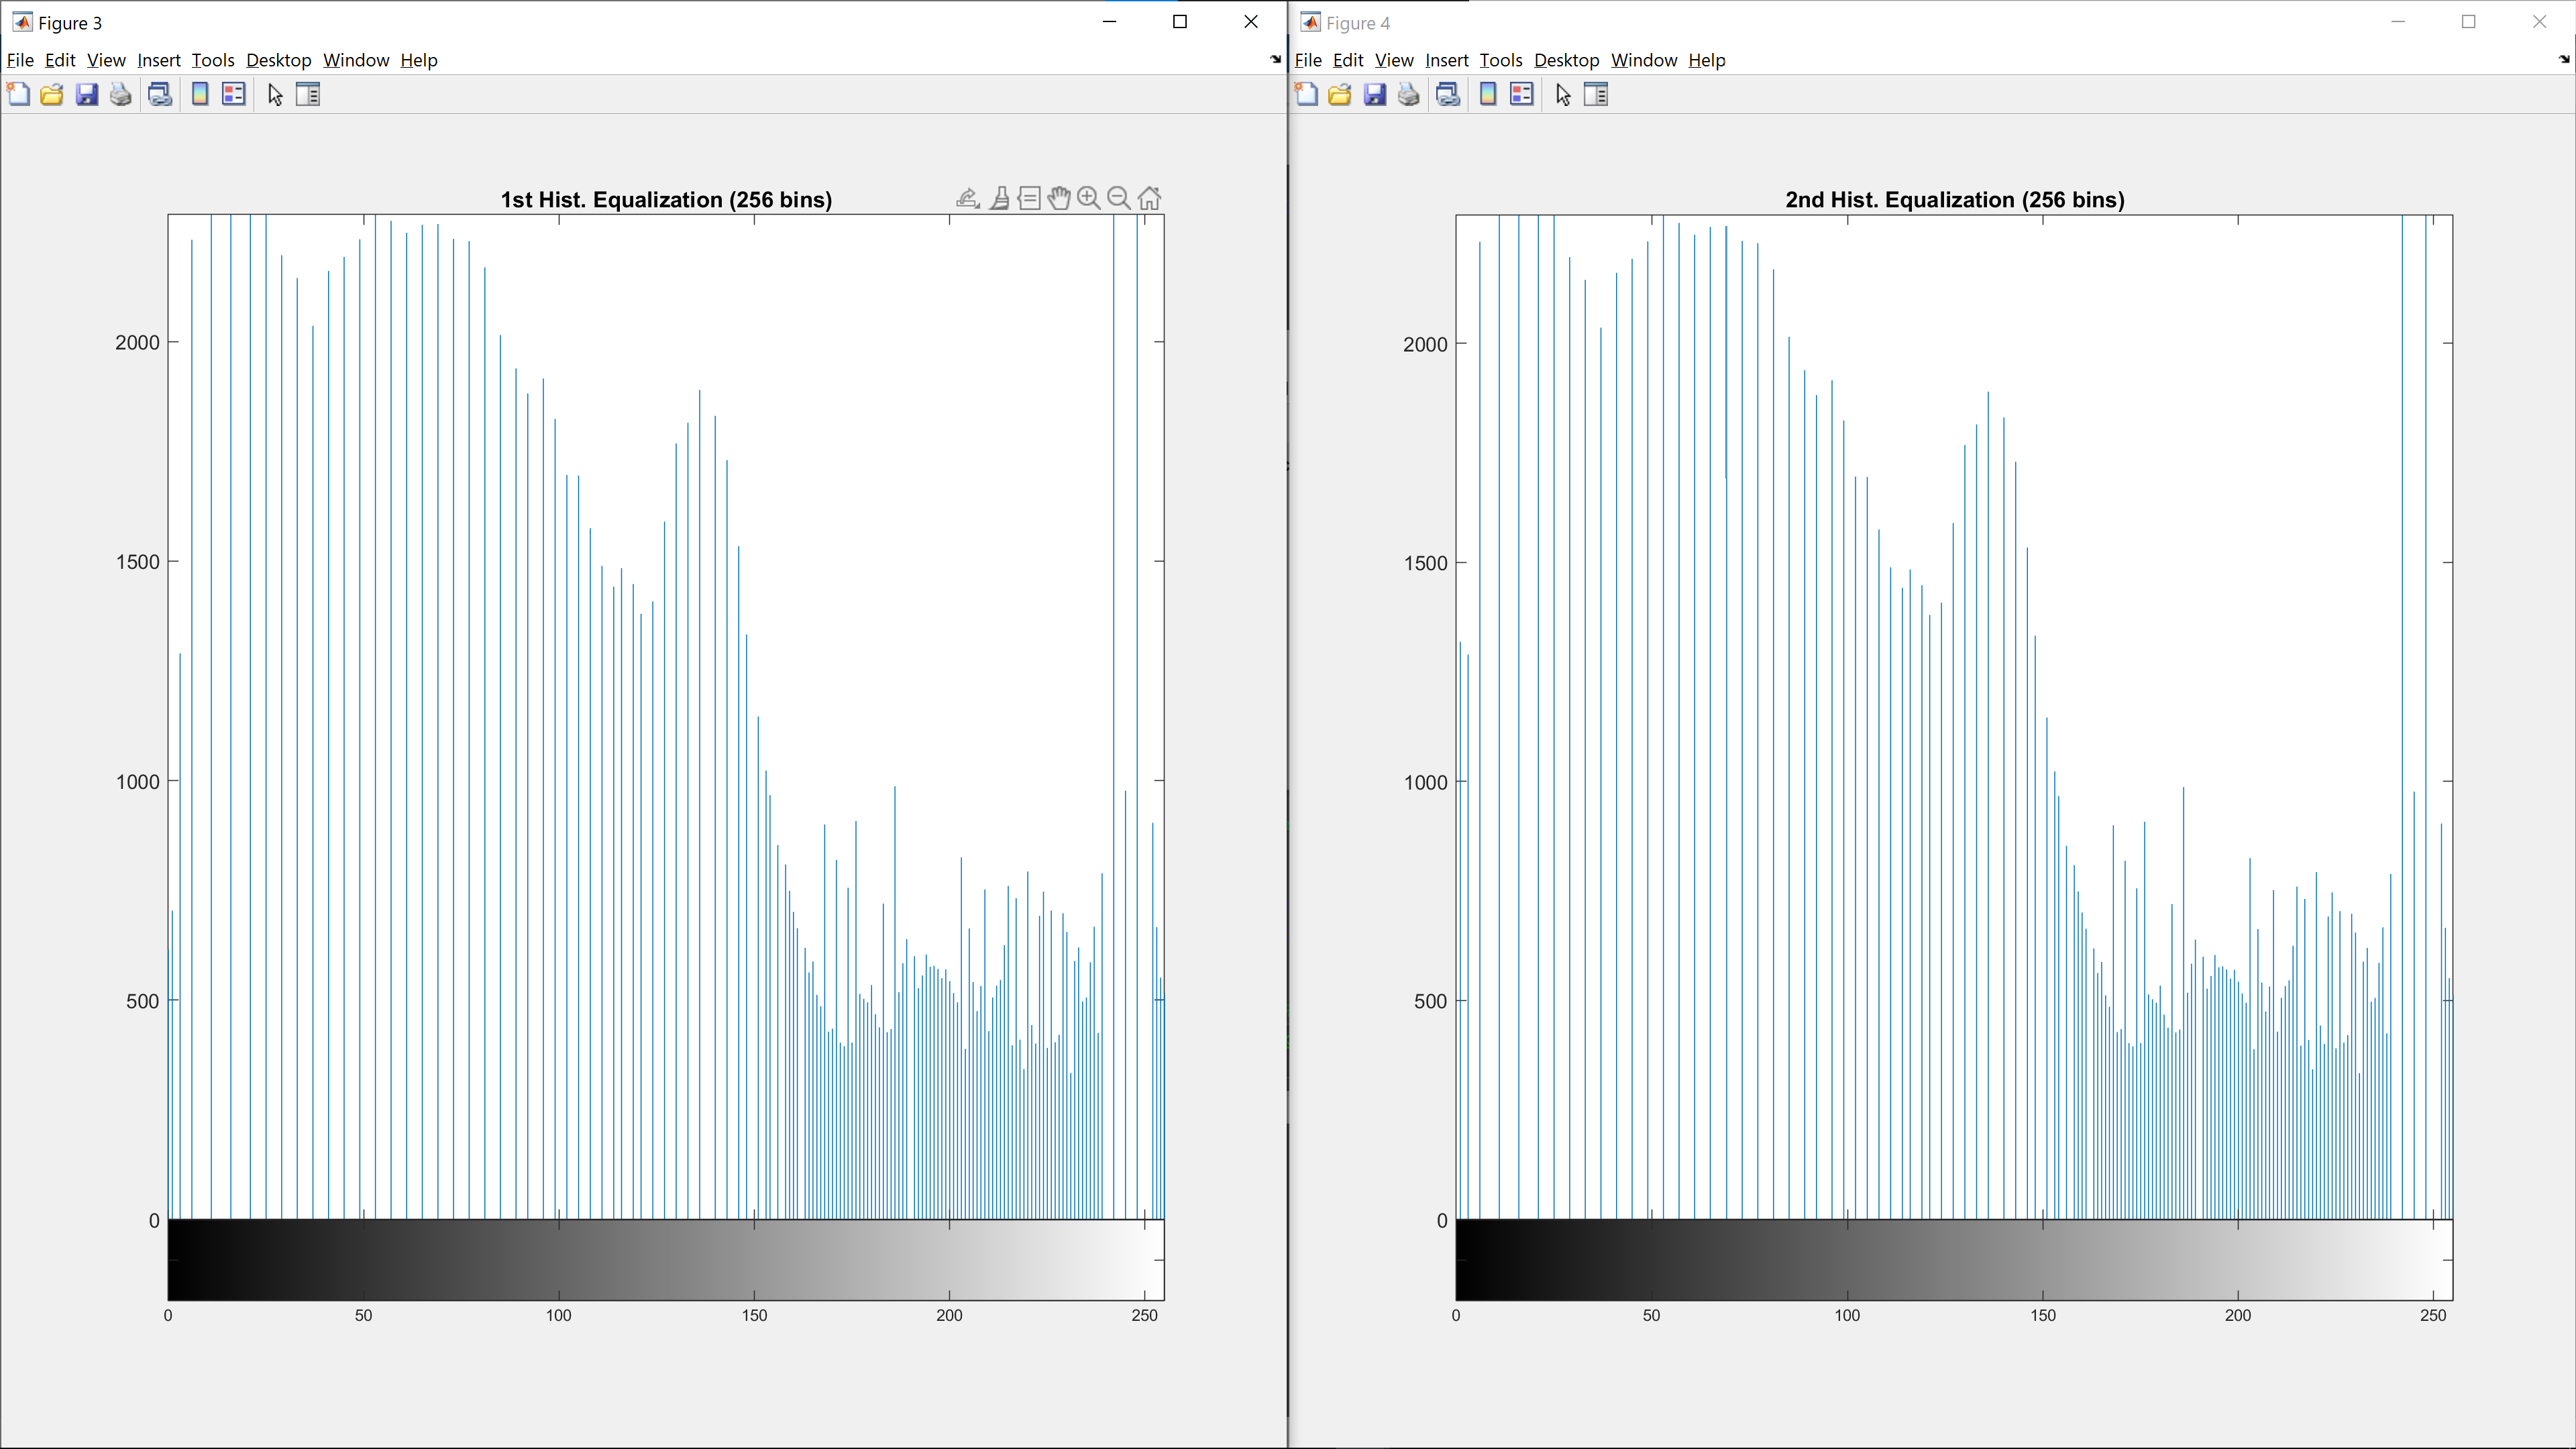 Figure 3
File Edit View Insert Tools Desktop Window Help
1st Hist. Equalization (256 bins)
2000
1500
1000
500
0
0 50 100 150 200 250
Figure 4
File Edit View Insert Tools Desktop Window Help
2nd Hist. Equalization (256 bins)
2000
1500
1000
500
0
0 50 100 150 200 250